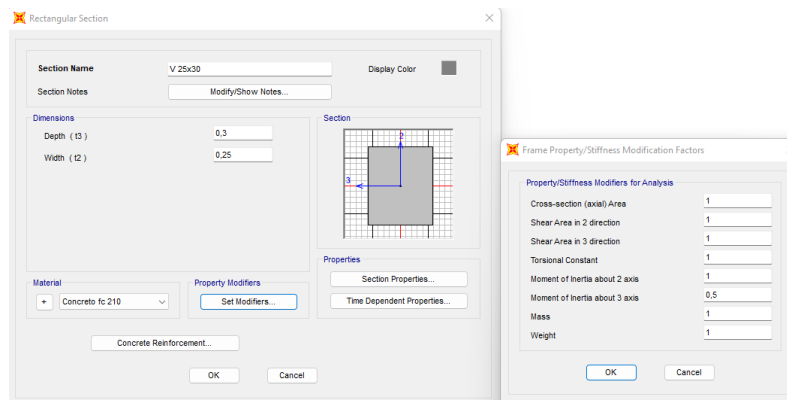 Rectangular Section
Section Name V 25x30 Display Color
Section Notes Modify/Show Notes...
Dimensions
Depth ( t3 ) 0,3
Width ( t2 ) 0,25
Section
2
3
Properties
Section Properties...
Time Dependent Properties...
Material
+ Concreto fc 210
Property Modifiers
Set Modifiers...
Concrete Reinforcement...
OK Cancel
Frame Property/Stiffness Modification Factors
Property/Stiffness Modifiers for Analysis
Cross-section (axial) Area 1
Shear Area in 2 direction 1
Shear Area in 3 direction 1
Torsional Constant 1
Moment of Inertia about 2 axis 1
Moment of Inertia about 3 axis 0,5
Mass 1
Weight 1
OK Cancel